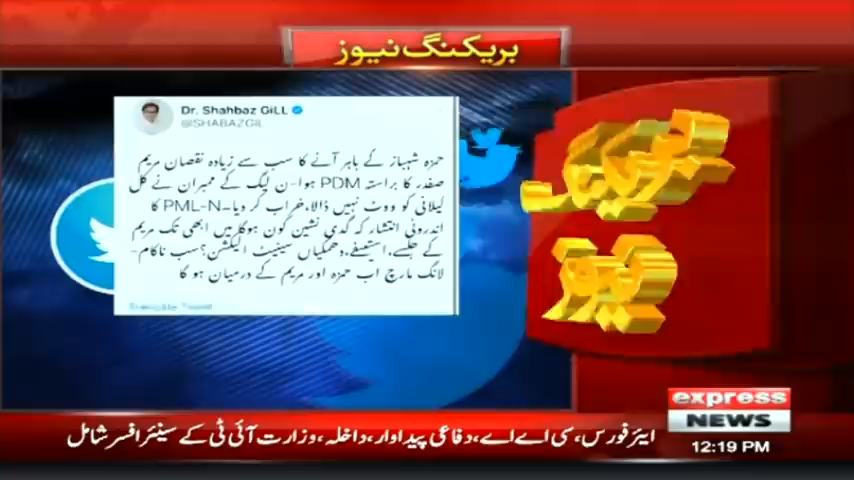 بریکنگ نیوز
Dr. Shahbaz GiLL
@SHABAZGIL
حمزہ شہباز کے باہر آنے کا سب سے زیادہ نقصان مریم
صفدر کا براستہ PDM ہوا-ن لیگ کے ممبران نے کل
گیلانی کو ووٹ نہیں ڈالا،خراب کر دیا-PML-N کا
اندرونی انتشار کہ گدی نشین کون ہوگا-میں ابھی تک مریم
کے جلسے،استعیفے،دھمکیاں سینیٹ الیکشن؟سب ناکام-
لانگ مارچ اب حمزہ اور مریم کے درمیان ہو گا
Translate Tweet
بریکنگ
نیوز
express
NEWS
12:19 PM
ایئرفورس،سی اے اے،دفاعی پیداوار،داخلہ،وزارت آئی ٹی کے سینئر افسر شامل